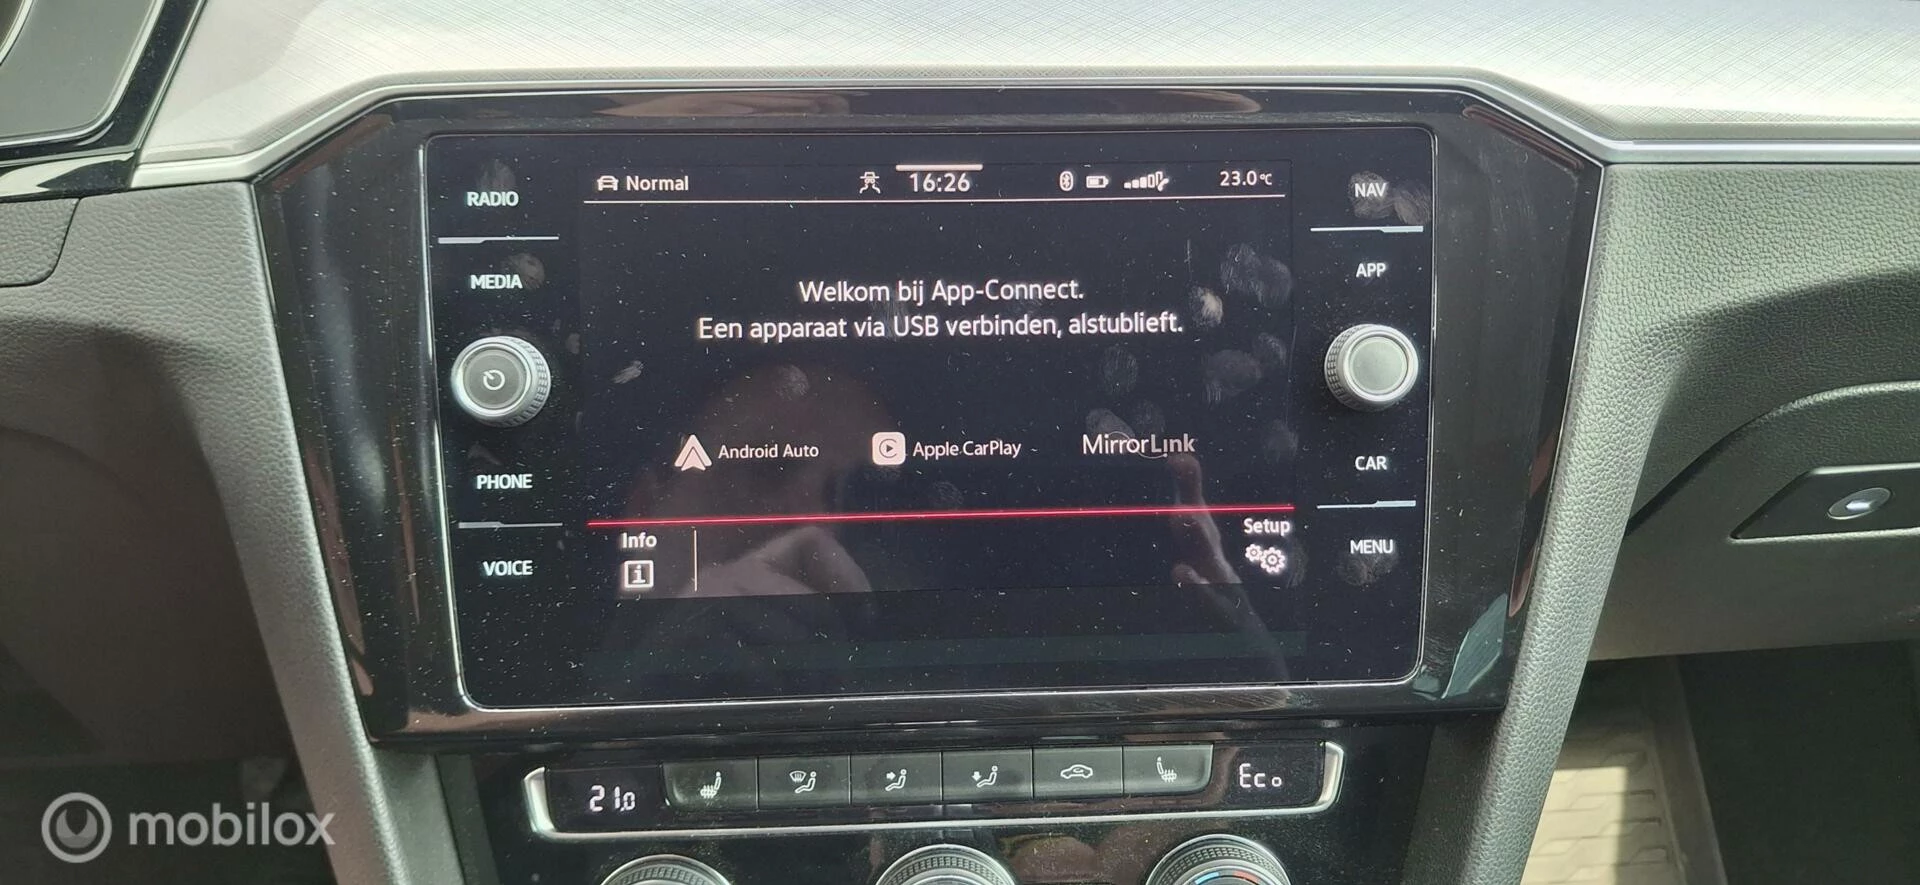 RADIO
MEDIA
PHONE
VOICE
Normal
16:26
23.0°C
Welkom bij App-Connect.
Een apparaat via USB verbinden, alstublieft.
Android Auto
Apple CarPlay
MirrorLink
Info
Setup
NAV
APP
CAR
MENU
21.0
Eco
mobilox